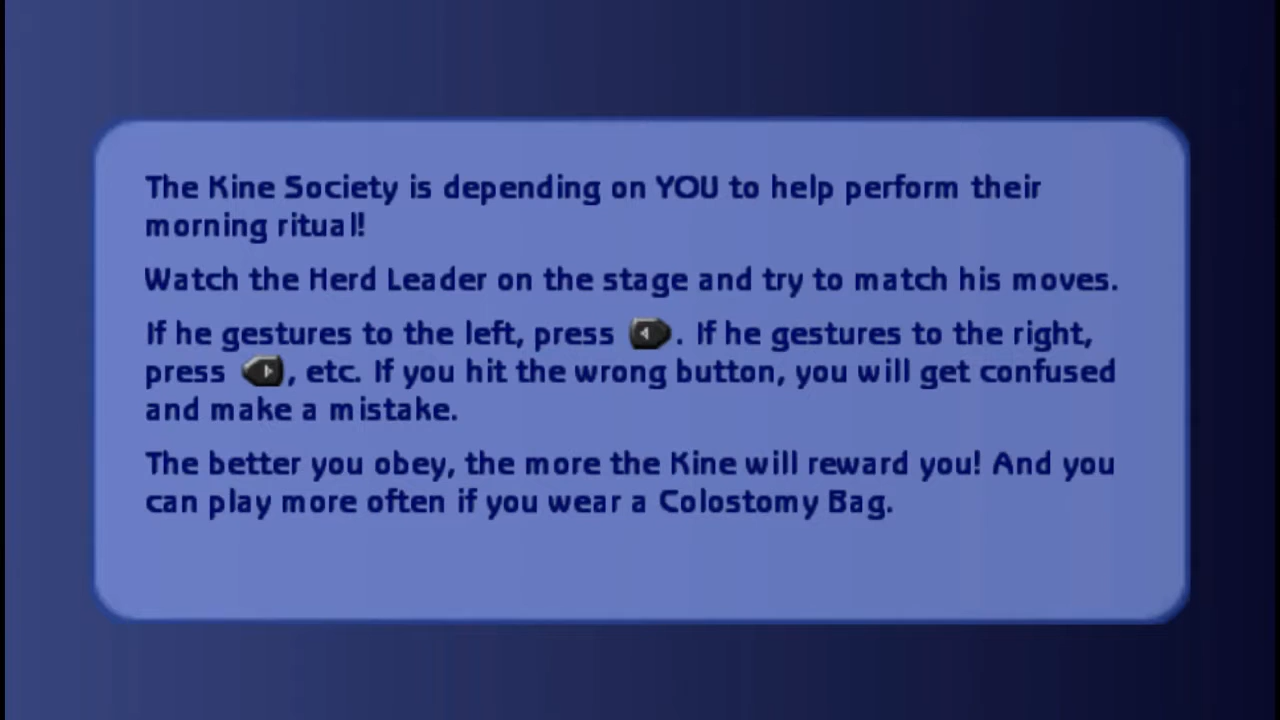 The Kine Society is depending on YOU to help perform their
morning ritual!
Watch the Herd Leader on the stage and try to match his moves.
If he gestures to the left, press . If he gestures to the right,
press , etc. If you hit the wrong button, you will get confused
and make a mistake.
The better you obey, the more the Kine will reward you! And you
can play more often if you wear a Colostomy Bag.